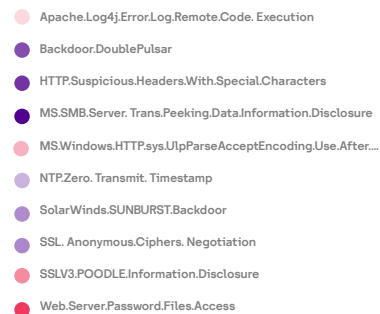 Apache.Log4j.Error.Log.Remote.Code. Execution
Backdoor.DoublePulsar
HTTP.Suspicious.Headers.With.Special.Characters
MS.SMB.Server. Trans.Peeking.Data.Information.Disclosure
MS.Windows.HTTP.sys.UlpParseAcceptEncoding.Use.After....
NTP.Zero. Transmit. Timestamp
SolarWinds.SUNBURST.Backdoor
SSL. Anonymous.Ciphers. Negotiation
SSLV3.POODLE.Information.Disclosure
Web.Server.Password.Files.Access